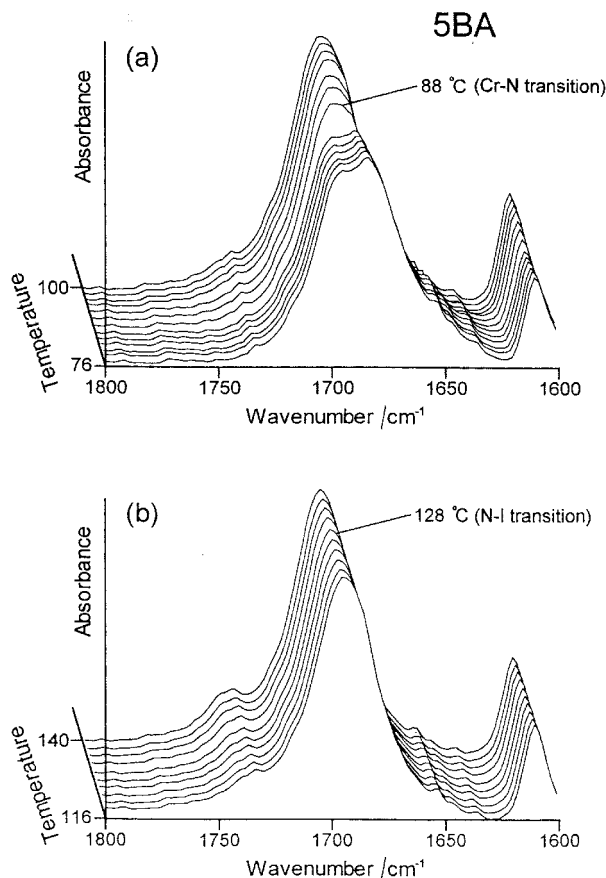 5BA
(a)
88 °C (Cr-N transition)
Absorbance
100
Temperature
76
1800
1750
1700
1650
1600
Wavenumber /cm⁻¹
(b)
128 °C (N-I transition)
Absorbance
140
Temperature
116
1800
1750
1700
1650
1600
Wavenumber /cm⁻¹